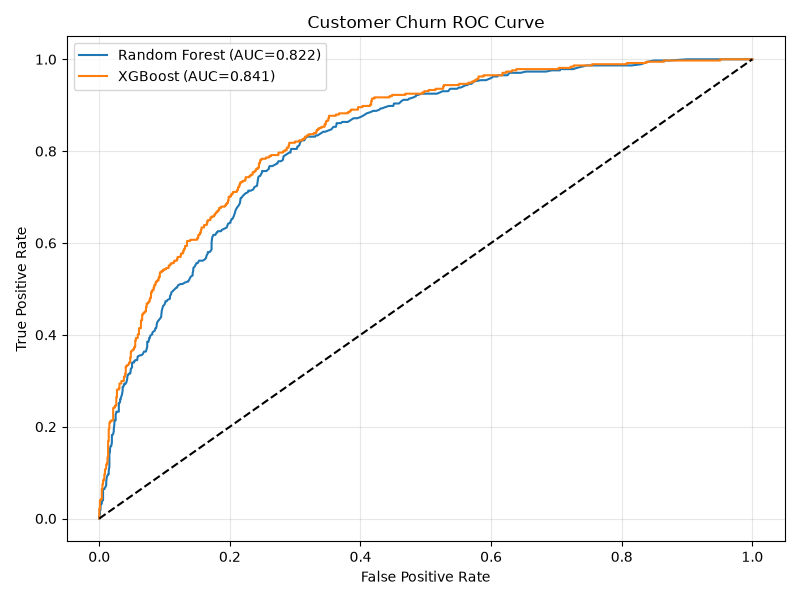 Customer Churn ROC Curve
Random Forest (AUC=0.822)
XGBoost (AUC=0.841)
True Positive Rate
1.0
0.8
0.6
0.4
0.2
0.0
0.0 0.2 0.4 0.6 0.8 1.0
False Positive Rate